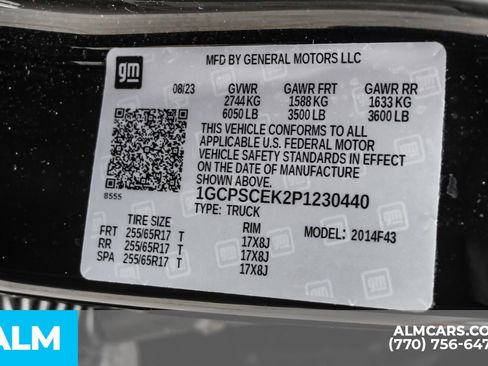 gm
MFD BY GENERAL MOTORS LLC
08/23 GVWR GAWR FRT GAWR RR
2744 KG 1588 KG 1633 KG
6050 LB 3500 LB 3600 LB
THIS VEHICLE CONFORMS TO ALL
APPLICABLE U.S. FEDERAL MOTOR
VEHICLE SAFETY STANDARDS IN EFFECT
ON THE DATE OF MANUFACTURE
SHOWN ABOVE.
8555
1GCPSCEK2P1230440
TYPE: TRUCK
TIRE SIZE RIM MODEL: 2014F43
FRT 255/65R17 T 17X8J
RR 255/65R17 T 17X8J
SPA 255/65R17 T 17X8J
ALM
ALMCARS.COM
(770) 756-647